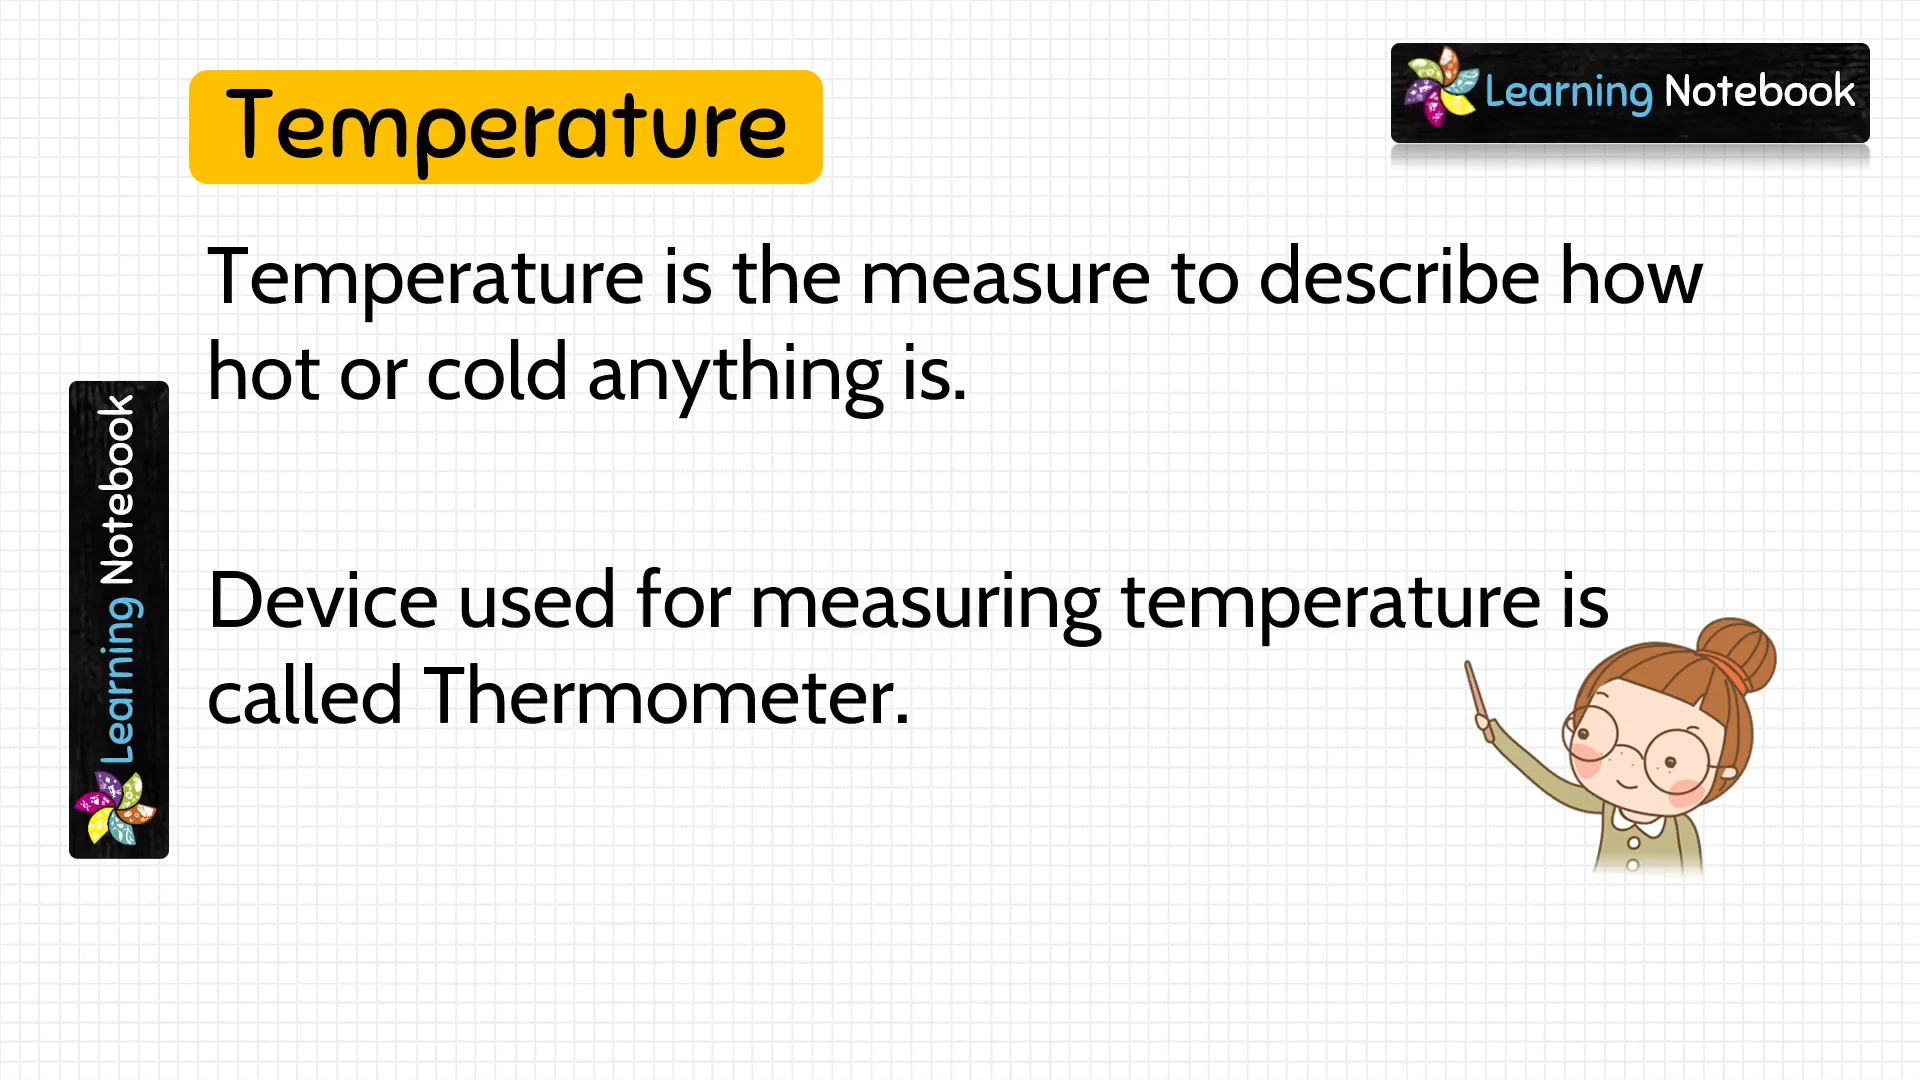 Temperature
Learning Notebook
Temperature is the measure to describe how
hot or cold anything is.
Learning Notebook
Device used for measuring temperature is
called Thermometer.